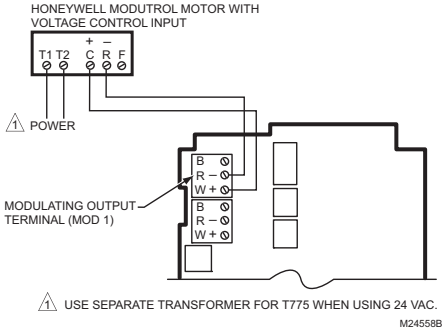 HONEYWELL MODUTROL MOTOR WITH
VOLTAGE CONTROL INPUT
+ –
T1 T2 C R F
1 POWER
B
R –
W +
MODULATING OUTPUT
TERMINAL (MOD 1)
B
R –
W +
1 USE SEPARATE TRANSFORMER FOR T775 WHEN USING 24 VAC.
M24558B